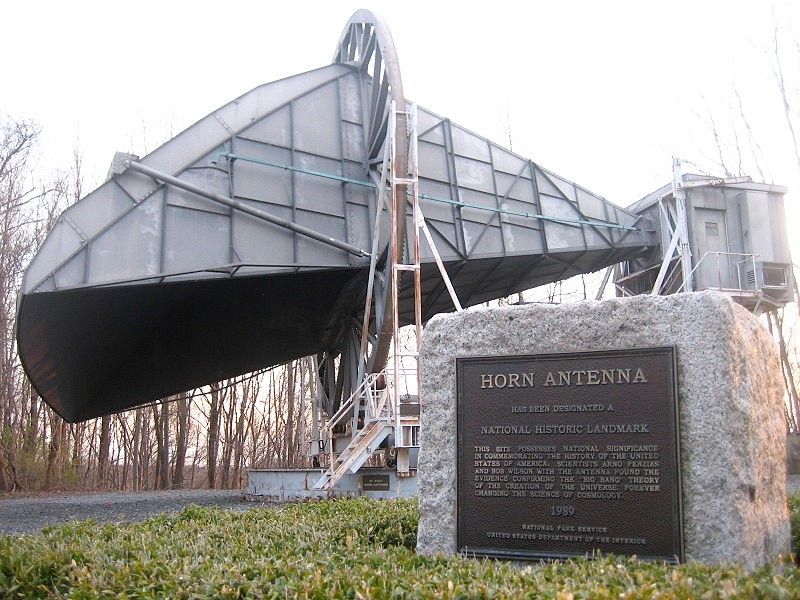 HORN ANTENNA
HAS BEEN DESIGNATED A
NATIONAL HISTORIC LANDMARK
THIS SITE POSSESSES NATIONAL SIGNIFICANCE
IN COMMEMORATING THE HISTORY OF THE UNITED
STATES OF AMERICA. SCIENTISTS ARNO PENZIAS
AND BOB WILSON WITH THE ANTENNA FOUND THE
EVIDENCE CONFIRMING THE "BIG BANG" THEORY
OF THE CREATION OF THE UNIVERSE, FOREVER
CHANGING THE SCIENCE OF COSMOLOGY.
1989
NATIONAL PARK SERVICE
UNITED STATES DEPARTMENT OF THE INTERIOR
HORN ANTENNA